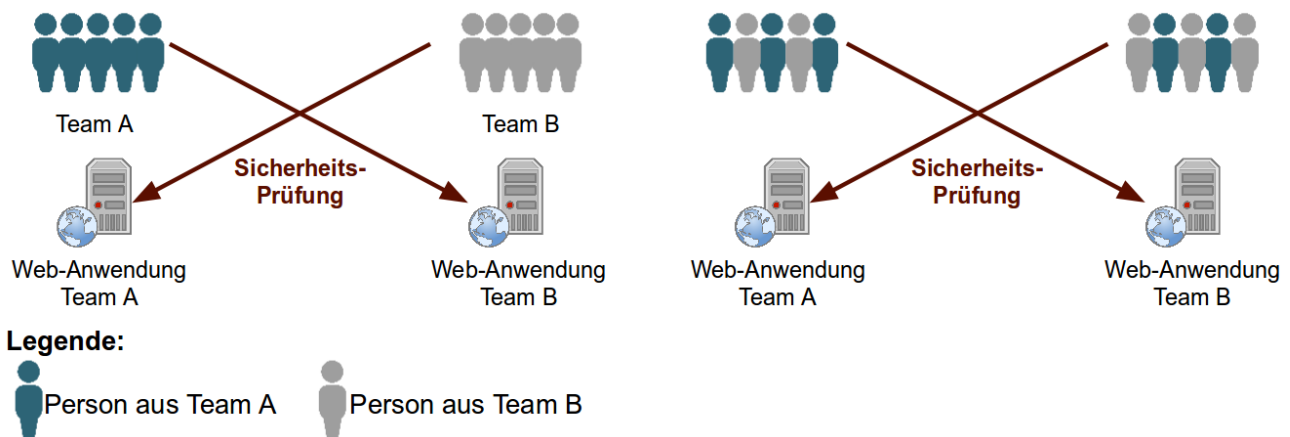 Team A
Team B
Sicherheits-
Prüfung
Sicherheits-
Prüfung
Web-Anwendung
Team A
Web-Anwendung
Team B
Web-Anwendung
Team A
Web-Anwendung
Team B
Legende:
Person aus Team A
Person aus Team B